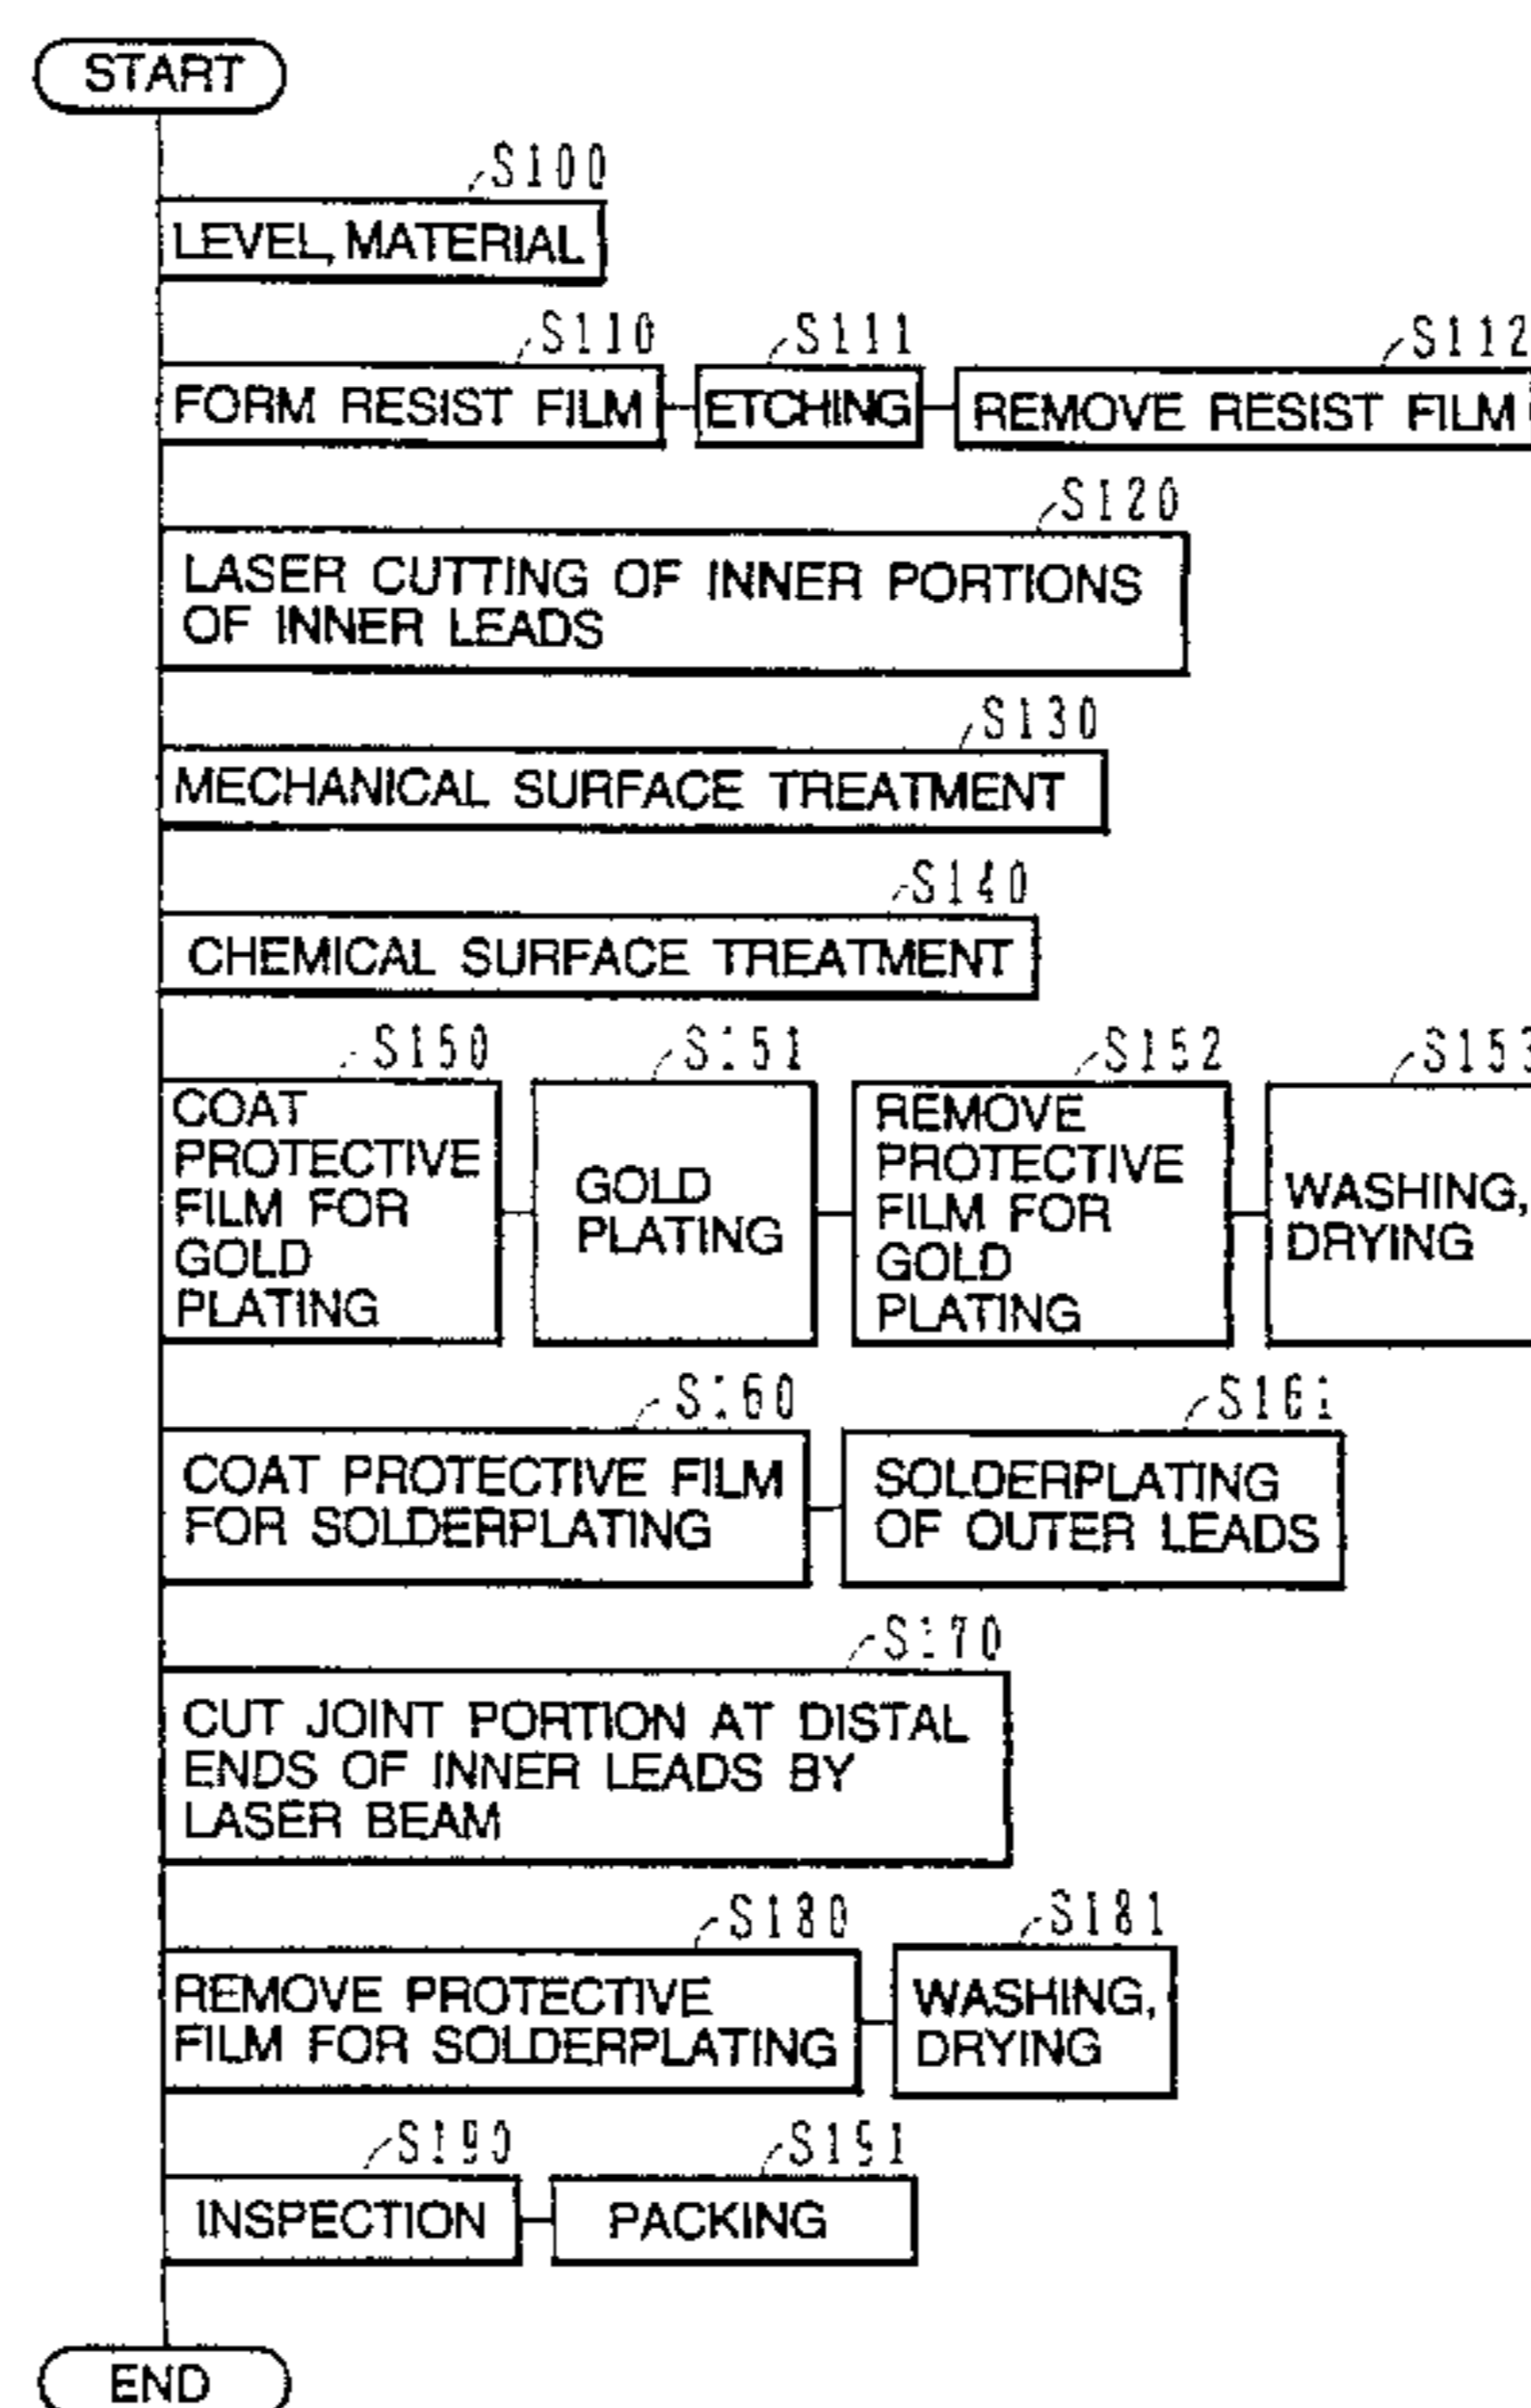 START
S100
LEVEL, MATERIAL
S110 S111 S112
FORM RESIST FILM ETCHING REMOVE RESIST FILM
S120
LASER CUTTING OF INNER PORTIONS
OF INNER LEADS
S130
MECHANICAL SURFACE TREATMENT
S140
CHEMICAL SURFACE TREATMENT
S150
COAT
PROTECTIVE
FILM FOR
GOLD
PLATING
S151
GOLD
PLATING
S152
REMOVE
PROTECTIVE
FILM FOR
GOLD
PLATING
S153
WASHING,
DRYING
S160
COAT PROTECTIVE FILM
FOR SOLDERPLATING
S161
SOLDERPLATING
OF OUTER LEADS
S170
CUT JOINT PORTION AT DISTAL
ENDS OF INNER LEADS BY
LASER BEAM
S180
REMOVE PROTECTIVE
FILM FOR SOLDERPLATING
S181
WASHING,
DRYING
S190
INSPECTION
S191
PACKING
END